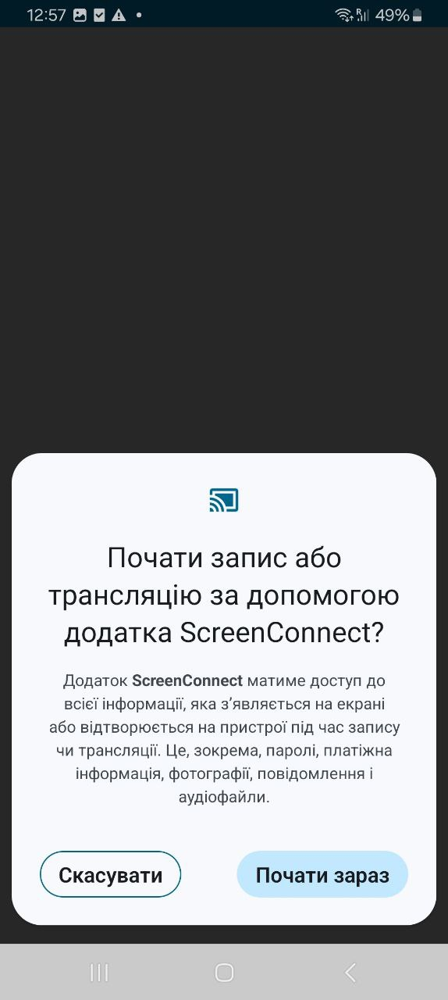 12:57
49%
Почати запис або
трансляцію за допомогою
додатка ScreenConnect?
Додаток ScreenConnect матиме доступ до
всієї інформації, яка з’являється на екрані
або відтворюється на пристрої під час запису
чи трансляції. Це, зокрема, паролі, платіжна
інформація, фотографії, повідомлення і
аудіофайли.
Скасувати
Почати зараз